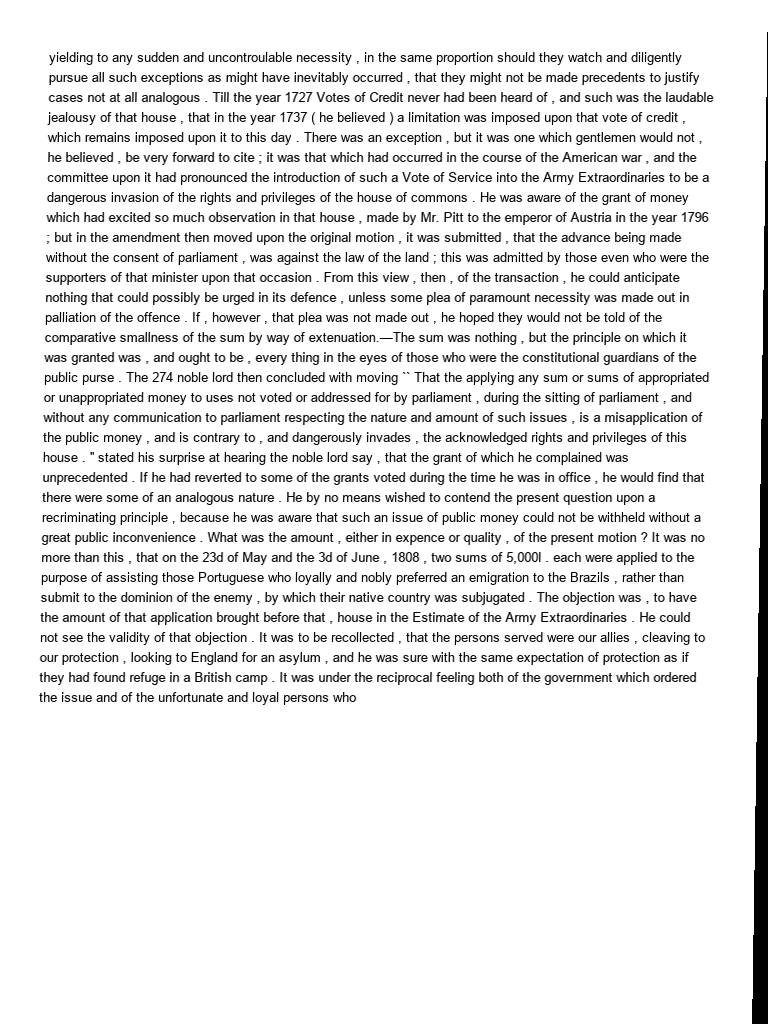 yielding to any sudden and uncontroulable necessity , in the same proportion should they watch and diligently
pursue all such exceptions as might have inevitably occurred , that they might not be made precedents to justify
cases not at all analogous . Till the year 1727 Votes of Credit never had been heard of , and such was the laudable
jealousy of that house , that in the year 1737 ( he believed ) a limitation was imposed upon that vote of credit ,
which remains imposed upon it to this day . There was an exception , but it was one which gentlemen would not ,
he believed , be very forward to cite ; it was that which had occurred in the course of the American war , and the
committee upon it had pronounced the introduction of such a Vote of Service into the Army Extraordinaries to be a
dangerous invasion of the rights and privileges of the house of commons . He was aware of the grant of money
which had excited so much observation in that house , made by Mr. Pitt to the emperor of Austria in the year 1796
; but in the amendment then moved upon the original motion , it was submitted , that the advance being made
without the consent of parliament , was against the law of the land ; this was admitted by those even who were the
supporters of that minister upon that occasion . From this view , then , of the transaction , he could anticipate
nothing that could possibly be urged in its defence , unless some plea of paramount necessity was made out in
palliation of the offence . If , however , that plea was not made out , he hoped they would not be told of the
comparative smallness of the sum by way of extenuation.—The sum was nothing , but the principle on which it
was granted was , and ought to be , every thing in the eyes of those who were the constitutional guardians of the
public purse . The 274 noble lord then concluded with moving `` That the applying any sum or sums of appropriated
or unappropriated money to uses not voted or addressed for by parliament , during the sitting of parliament , and
without any communication to parliament respecting the nature and amount of such issues , is a misapplication of
the public money , and is contrary to , and dangerously invades , the acknowledged rights and privileges of this
house . " stated his surprise at hearing the noble lord say , that the grant of which he complained was
unprecedented . If he had reverted to some of the grants voted during the time he was in office , he would find that
there were some of an analogous nature . He by no means wished to contend the present question upon a
recriminating principle , because he was aware that such an issue of public money could not be withheld without a
great public inconvenience . What was the amount , either in expence or quality , of the present motion ? It was no
more than this , that on the 23d of May and the 3d of June , 1808 , two sums of 5,000l . each were applied to the
purpose of assisting those Portuguese who loyally and nobly preferred an emigration to the Brazils , rather than
submit to the dominion of the enemy , by which their native country was subjugated . The objection was , to have
the amount of that application brought before that , house in the Estimate of the Army Extraordinaries . He could
not see the validity of that objection . It was to be recollected , that the persons served were our allies , cleaving to
our protection , looking to England for an asylum , and he was sure with the same expectation of protection as if
they had found refuge in a British camp . It was under the reciprocal feeling both of the government which ordered
the issue and of the unfortunate and loyal persons who